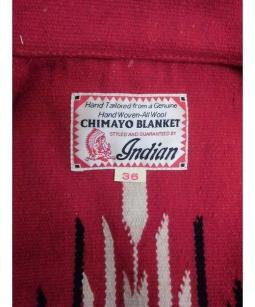 Hand Tailored from a Genuine
Hand Woven-All Wool
CHIMAYO BLANKET
STYLED AND GUARANTEED BY
Indian
36